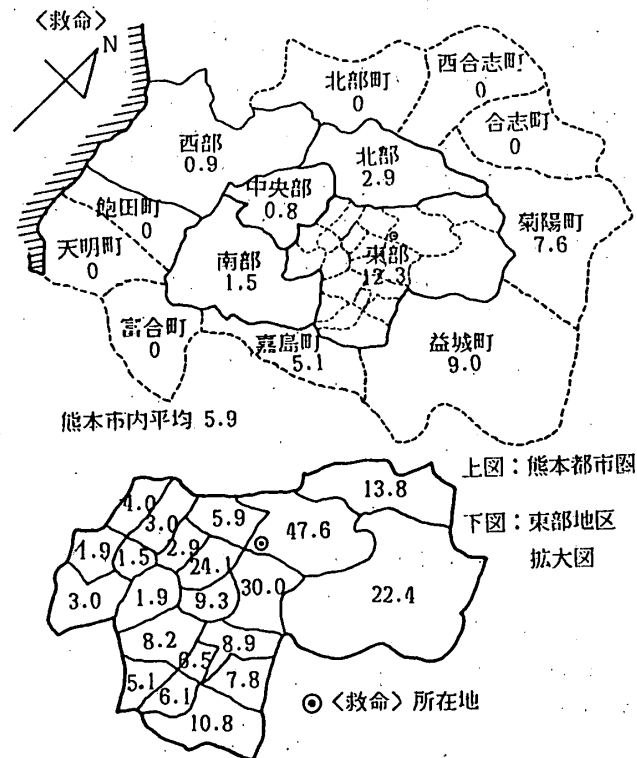 〈救命〉
N
北部町
0
西合志町
0
合志町
0
西部
0.9
北部
2.9
中央部
0.8
飽田町
0
天明町
0
南部
1.5
東部
12.3
菊陽町
7.6
富合町
0
嘉島町
5.1
益城町
9.0
熊本市内平均 5.9
上図：熊本都市圏
下図：東部地区
拡大図
13.8
4.0
3.0
5.9
47.6
1.9
1.5
2.9
24.1
3.0
1.9
9.3
30.0
22.4
8.2
8.9
6.5
5.1
6.1
7.8
10.8
〈救命〉所在地